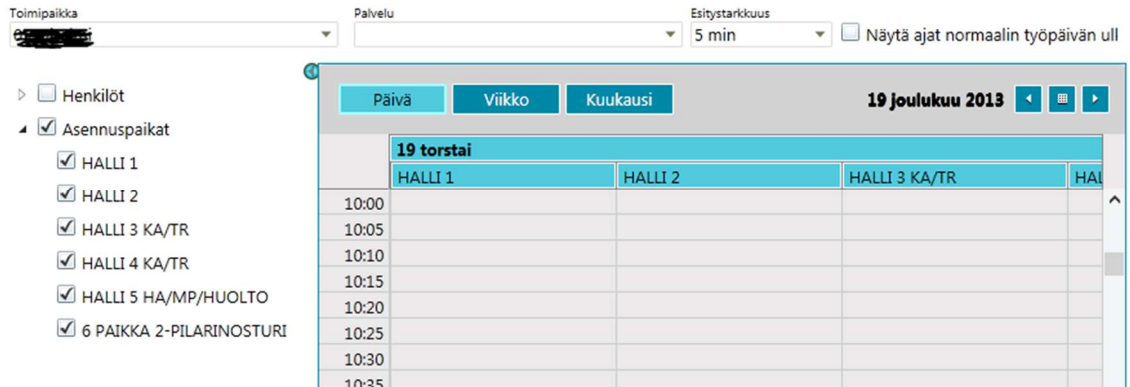 Toimipaikka Palvelu Esitystarkkuus
5 min Näytä ajat normaalin työpäivän ull
Henkilöt
Asennuspaikat
HALLI 1
HALLI 2
HALLI 3 KA/TR
HALLI 4 KA/TR
HALLI 5 HA/MP/HUOLTO
6 PAIKKA 2-PILARINOSTURI
Päivä Viikko Kuukausi 19 joulukuu 2013
19 torstai
HALLI 1 HALLI 2 HALLI 3 KA/TR HAL
10:00
10:05
10:10
10:15
10:20
10:25
10:30
10:35